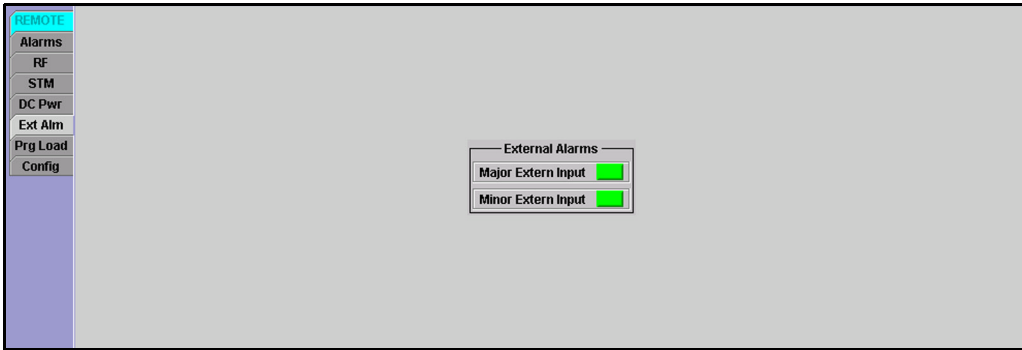 REMOTE
Alarms
RF
STM
DC Pwr
Ext Alm
Prg Load
Config
External Alarms
Major Extern Input
Minor Extern Input